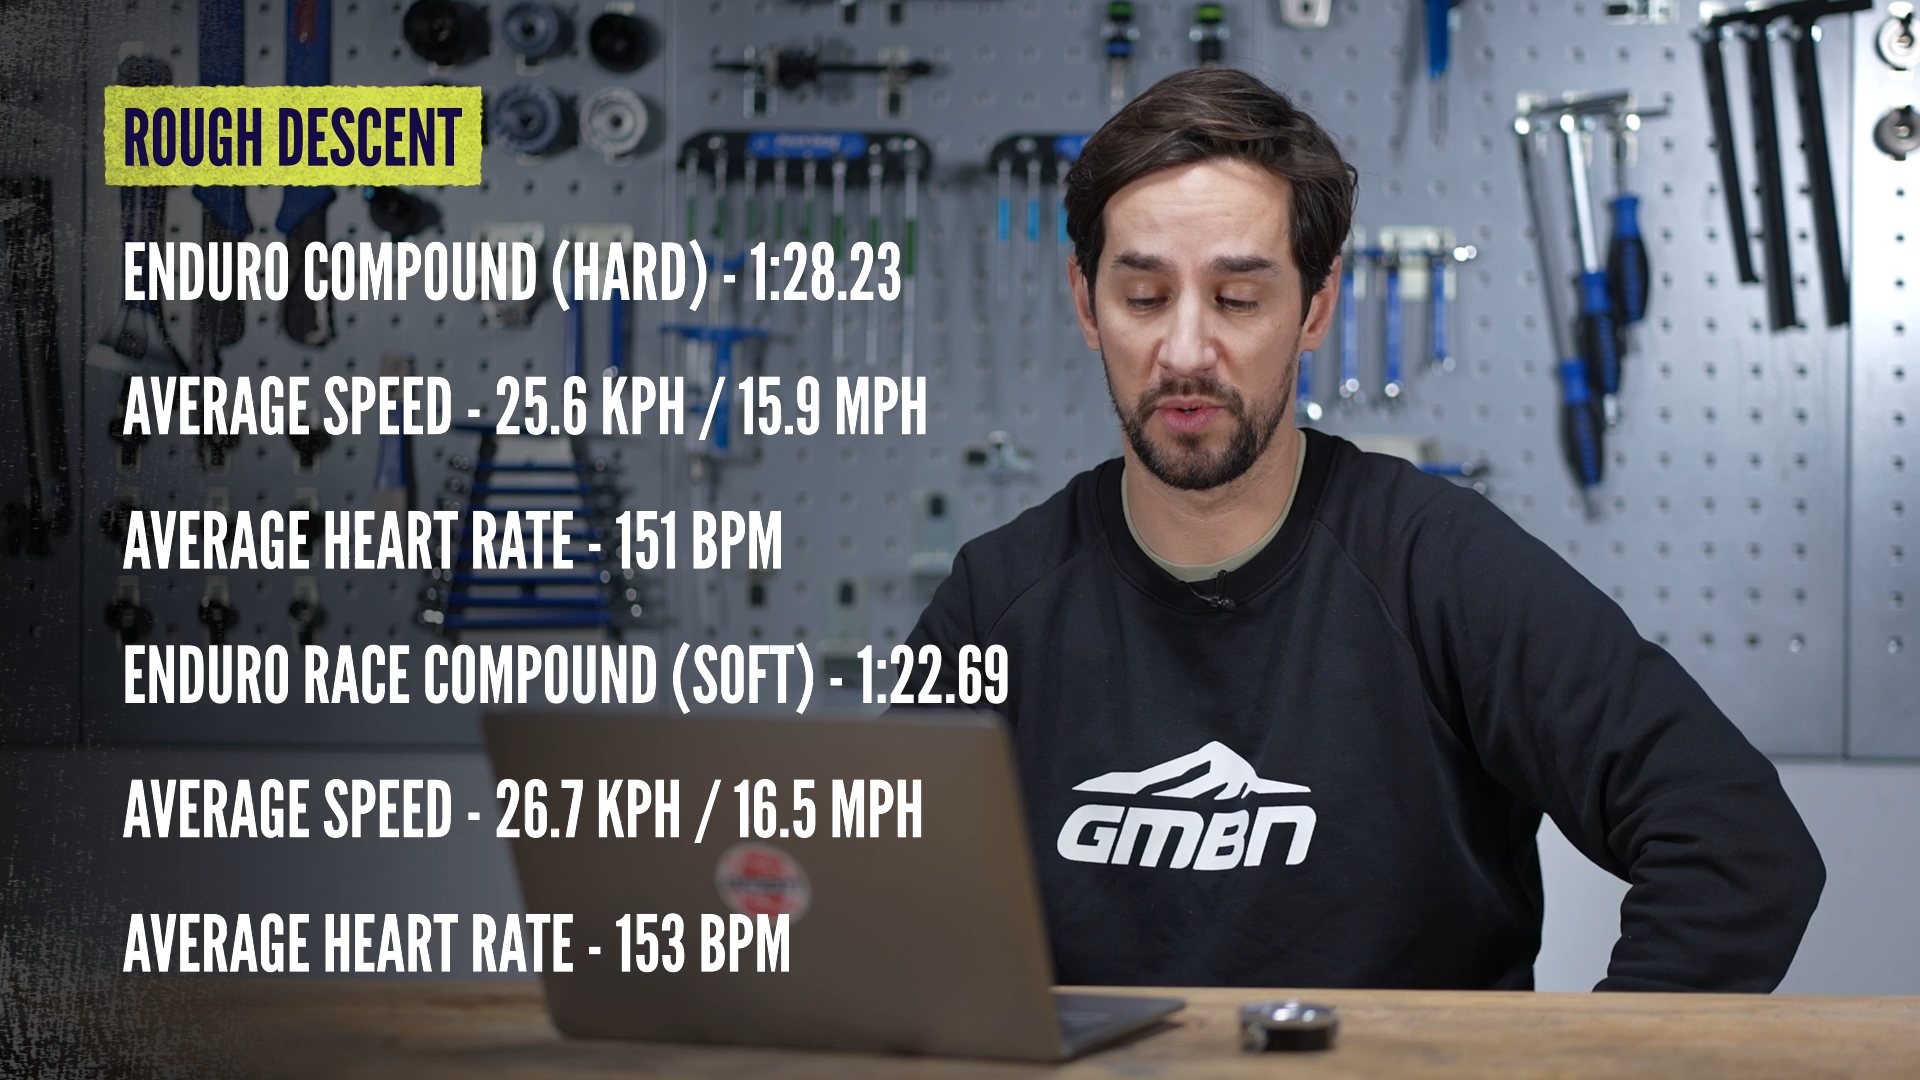 ROUGH DESCENT
ENDURO COMPOUND (HARD) - 1:28.23
AVERAGE SPEED - 25.6 KPH / 15.9 MPH
AVERAGE HEART RATE - 151 BPM
ENDURO RACE COMPOUND (SOFT) - 1:22.69
AVERAGE SPEED - 26.7 KPH / 16.5 MPH
AVERAGE HEART RATE - 153 BPM
GMBN